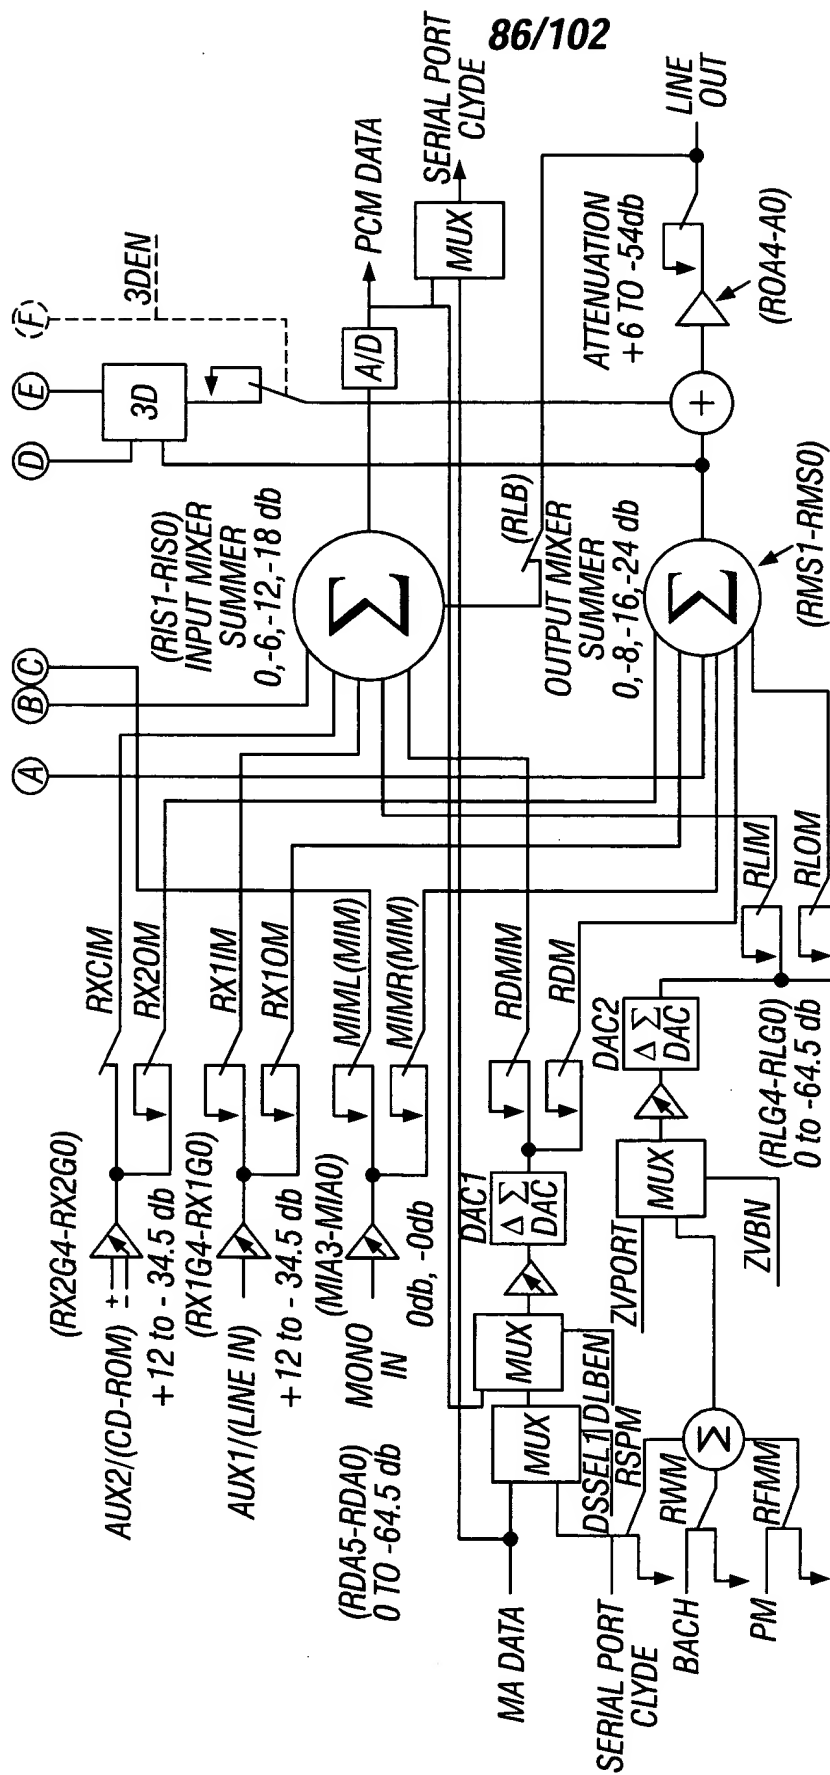 86/102
A
B
C
D
E
F
3DEN
3D
(RX2G4-RX2G0)
AUX2/(CD-ROM)
±
+12 to - 34.5 db
RXCIM
RX2OM
(RX1G4-RX1G0)
AUX1/(LINE IN)
+12 to - 34.5 db
RX1IM
RX1OM
(MIA3-MIA0)
MONO
IN
0db, -0db
MIML(MIM)
MIMR(MIM)
(RIS1-RIS0)
INPUT MIXER
SUMMER
0,-6,-12,-18 db
Σ
A/D
PCM DATA
MUX
SERIAL PORT
CLYDE
(RLB)
(RDA5-RDA0)
0 TO -64.5 db
MA DATA
MUX
MUX
DSSEL1
DLBEN
DAC1
Δ Σ
DAC
RDMIM
RDM
OUTPUT MIXER
SUMMER
0,-8,-16,-24 db
Σ
(RMS1-RMS0)
+
ATTENUATION
+6 TO -54db
(ROA4-A0)
LINE
OUT
SERIAL PORT
CLYDE
RSPM
BACH
RWM
PM
RFMM
Σ
ZVPORT
MUX
ZVBN
DAC2
Δ Σ
DAC
(RLG4-RLG0)
0 to -64.5 db
RLIM
RLOM